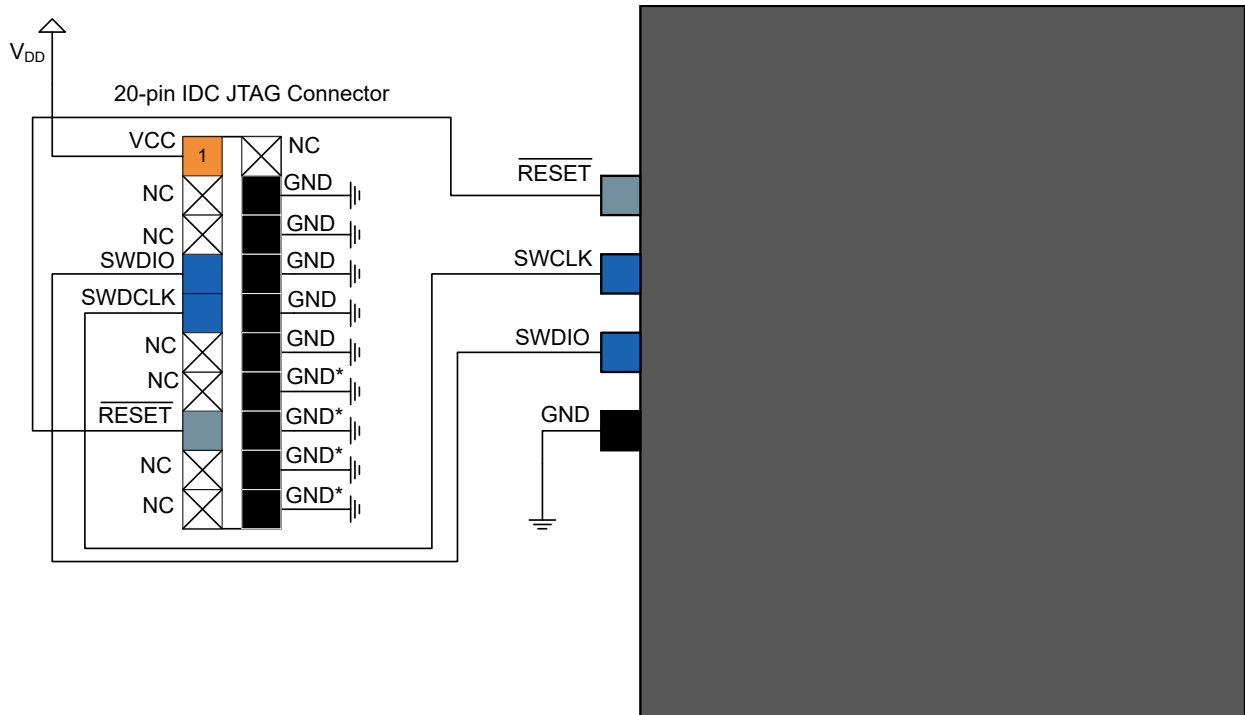 VDD
20-pin IDC JTAG Connector
VCC
1
NC
NC
GND
NC
GND
SWDIO
GND
SWDCLK
GND
NC
GND
NC
GND*
RESET
GND*
NC
GND*
NC
GND*
RESET
SWCLK
SWDIO
GND